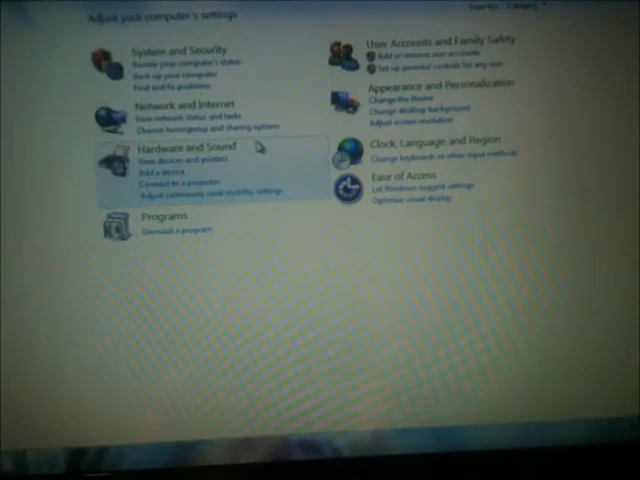 Adjust your computer's settings
View by: Category
System and Security
Review your computer's status
Back up your computer
Find and fix problems
Network and Internet
View network status and tasks
Choose homegroup and sharing options
Hardware and Sound
View devices and printers
Add a device
Connect to a projector
Adjust commonly used mobility settings
Programs
Uninstall a program
User Accounts and Family Safety
Add or remove user accounts
Set up parental controls for any user
Appearance and Personalization
Change the theme
Change desktop background
Adjust screen resolution
Clock, Language, and Region
Change keyboards or other input methods
Ease of Access
Let Windows suggest settings
Optimize visual display